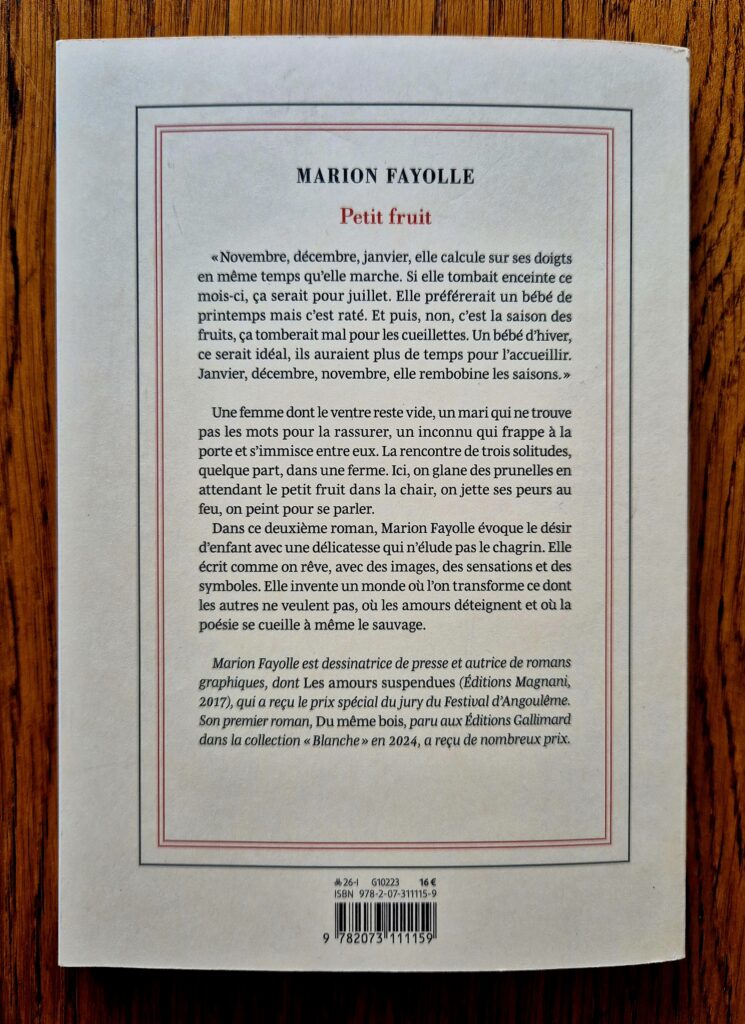 MARION FAYOLLE
Petit fruit
« Novembre, décembre, janvier, elle calcule sur ses doigts
en même temps qu’elle marche. Si elle tombait enceinte ce
mois-ci, ça serait pour juillet. Elle préférerait un bébé de
printemps mais c’est raté. Et puis, non, c’est la saison des
fruits, ça tomberait mal pour les cueillettes. Un bébé d’hiver,
ce serait idéal, ils auraient plus de temps pour l’accueillir.
Janvier, décembre, novembre, elle rembobine les saisons. »
Une femme dont le ventre reste vide, un mari qui ne trouve
pas les mots pour la rassurer, un inconnu qui frappe à la
porte et s’immisce entre eux. La rencontre de trois solitudes,
quelque part, dans une ferme. Ici, on glane des prunelles en
attendant le petit fruit dans la chair, on jette ses peurs au
feu, on peint pour se parler.
Dans ce deuxième roman, Marion Fayolle évoque le désir
d’enfant avec une délicatesse qui n’élude pas le chagrin. Elle
écrit comme on rêve, avec des images, des sensations et des
symboles. Elle invente un monde où l’on transforme ce dont
les autres ne veulent pas, où les amours déteignent et où la
poésie se cueille à même le sauvage.
Marion Fayolle est dessinatrice de presse et autrice de romans
graphiques, dont Les amours suspendues (Éditions Magnani,
2017), qui a reçu le prix spécial du jury du Festival d’Angoulême.
Son premier roman, Du même bois, paru aux Éditions Gallimard
dans la collection « Blanche » en 2024, a reçu de nombreux prix.
26-I G10223 16 €
ISBN 978-2-07-311115-9
9 782073 111159